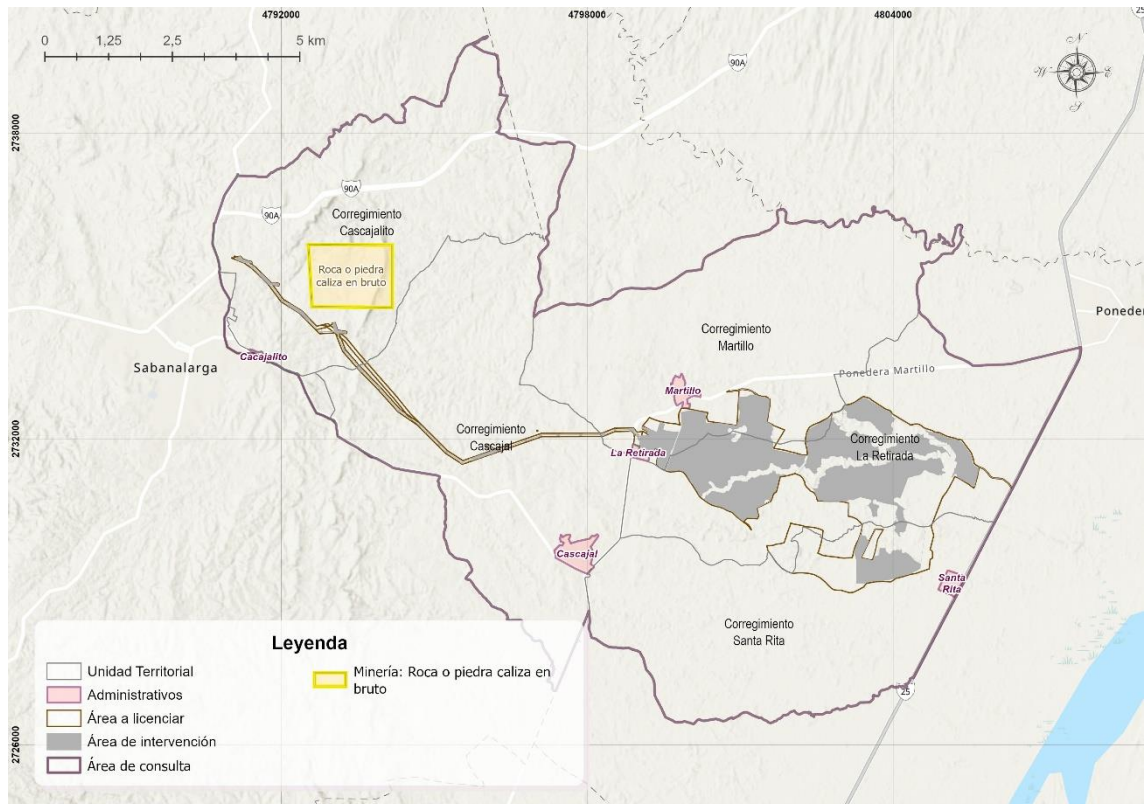 4792000
4798000
4804000
25
0
1,25
2,5
5 km
90A
N
W
E
S
2738000
90A
90A
Corregimiento
Cascajalito
Roca o piedra
caliza en bruto
Corregimiento
Martillo
Ponedera
Sabanalarga
Cacajalito
Ponedera Martillo
Martillo
2732000
Corregimiento
Cascajal
Corregimiento
La Retirada
La Retirada
Cascajal
Santa
Rita
Corregimiento
Santa Rita
25
2726000
Leyenda
Unidad Territorial
Administrativos
Área a licenciar
Área de intervención
Área de consulta
Minería: Roca o piedra caliza en
bruto